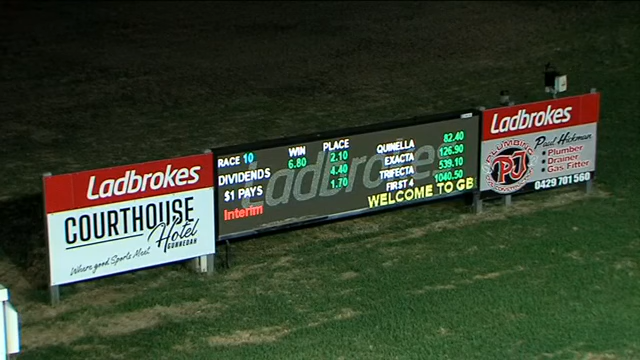 Ladbrokes
COURTHOUSE
Hotel
GUNNEDAH
Where good Sports Meet
RACE 10 WIN PLACE
DIVIDENDS 6.80 2.10
4.40
$1 PAYS 1.70
Interim
QUINELLA 82.40
EXACTA 126.90
TRIFECTA 539.10
FIRST 4 1040.50
WELCOME TO GB
Ladbrokes
Ladbrokes
PLUMBING
PJ
Paul Hickman
Plumber
Drainer
Gas Fitter
0429 701 560